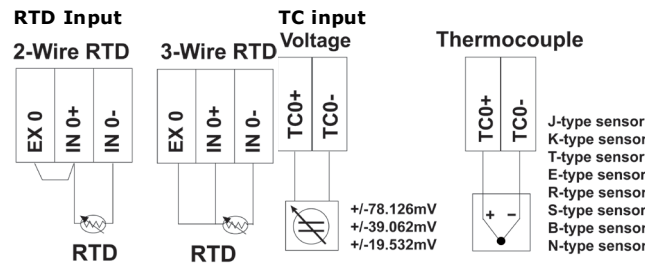 RTD Input
TC input
2-Wire RTD
3-Wire RTD
Voltage
Thermocouple
EX 0
IN 0+
IN 0-
EX 0
IN 0+
IN 0-
TC0+
TC0-
TC0+
TC0-
J-type sensor
K-type sensor
T-type sensor
E-type sensor
R-type sensor
S-type sensor
B-type sensor
N-type sensor
+/-78.126mV
+/-39.062mV
+/-19.532mV
+ -
RTD
RTD